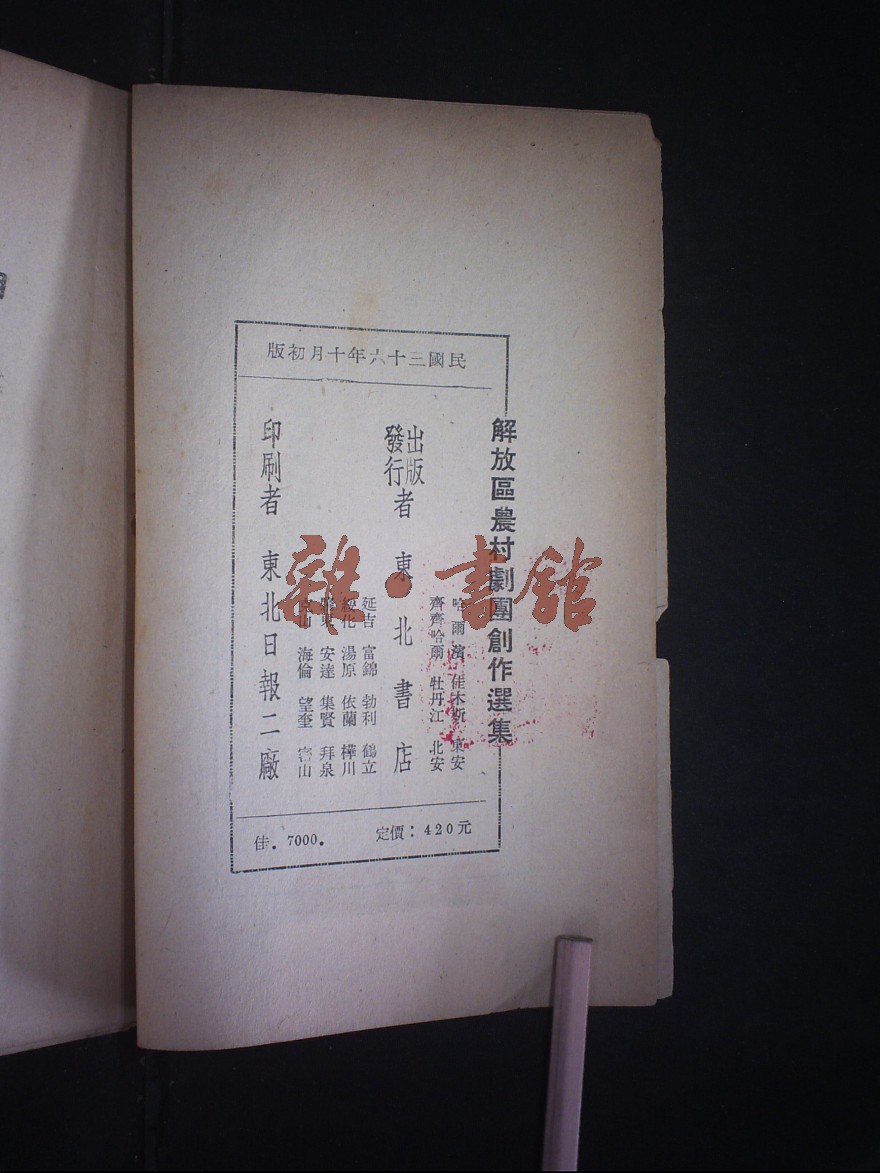 民國三十六年十月初版
解放區農村劇團創作選集
哈爾濱 佳木斯 東安
齊齊哈爾 牡丹江 北安
出版
發行者 東北書店
延吉 富錦 勃利 鶴立
綏化 湯原 依蘭 樺川
安達 集賢 拜泉
克山 海倫 望奎 密山
印刷者 東北日報二廠
定價：420元
佳．7000．
雜·書館